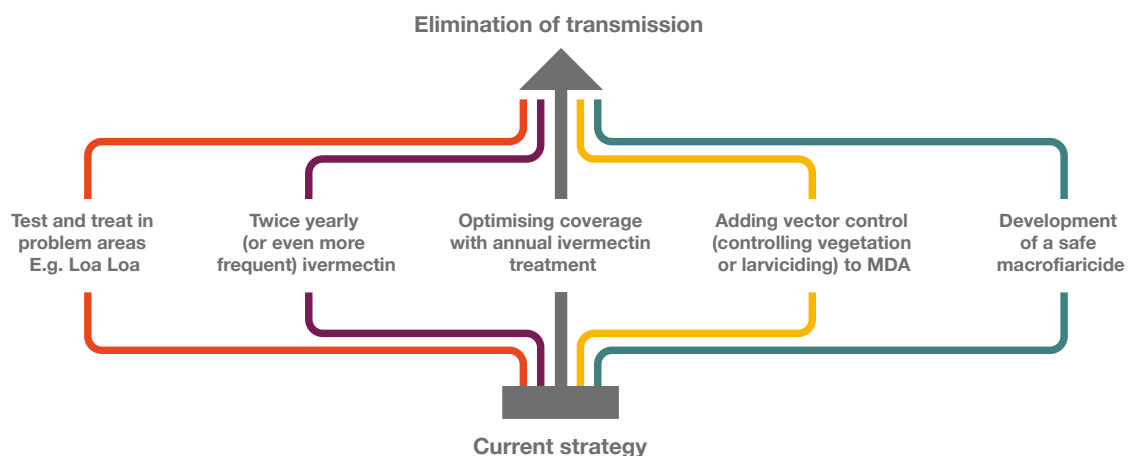 Elimination of transmission
Test and treat in
problem areas
E.g. Loa Loa
Twice yearly
(or even more
frequent) ivermectin
Optimising coverage
with annual ivermectin
treatment
Adding vector control
(controlling vegetation
or larviciding) to MDA
Development
of a safe
macrofiaricide
Current strategy